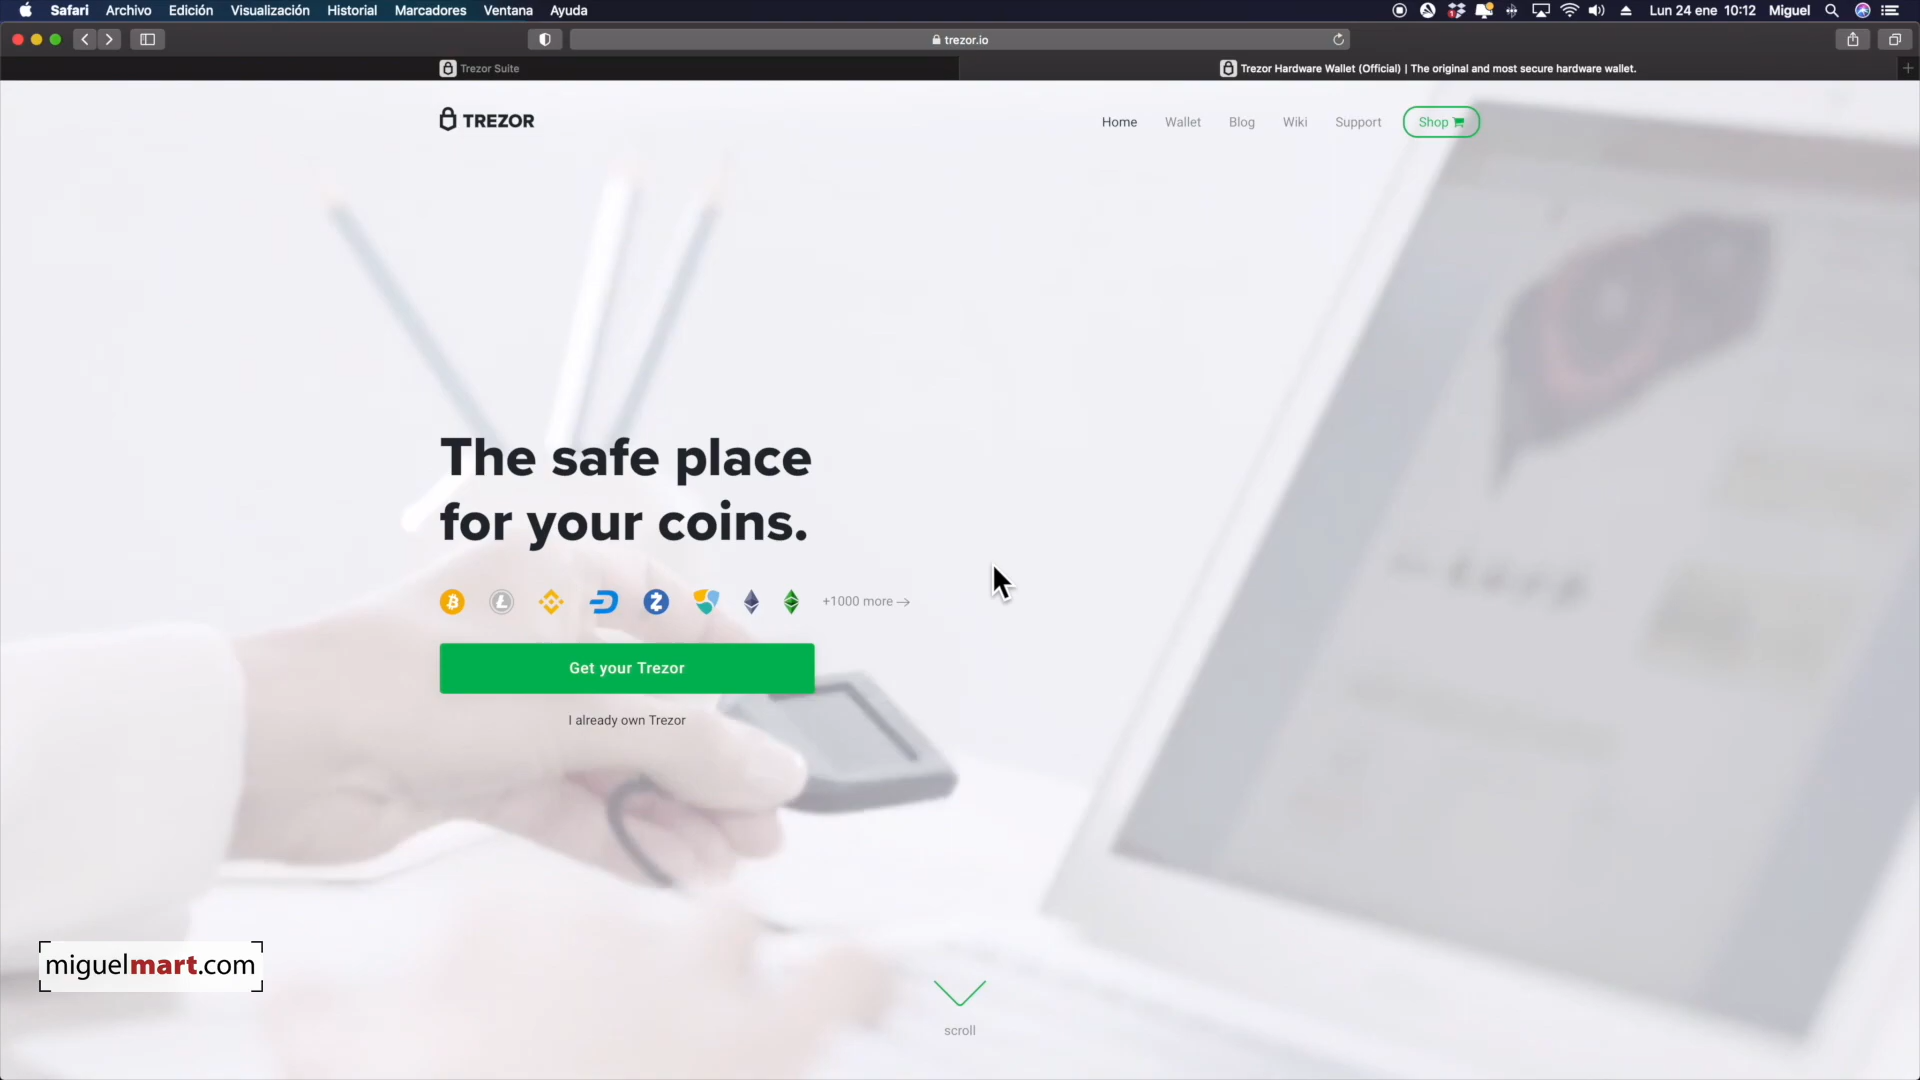 Safari Archivo Edición Visualización Historial Marcadores Ventana Ayuda
1
Lun 24 ene 10:12 Miguel
trezor.io
Trezor Suite
Trezor Hardware Wallet (Official) | The original and most secure hardware wallet.
TREZOR
Home Wallet Blog Wiki Support Shop
The safe place
for your coins.
+1000 more →
Get your Trezor
I already own Trezor
miguelmart.com
scroll